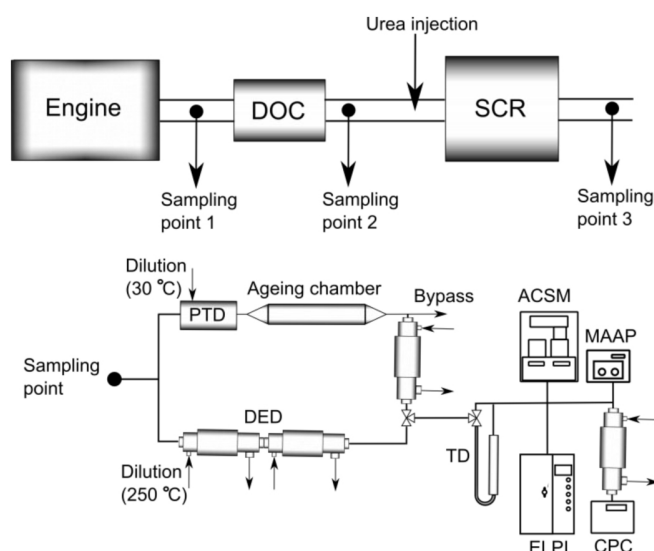 Urea injection
Engine
DOC
SCR
Sampling
point 1
Sampling
point 2
Sampling
point 3
Dilution
(30 °C)
Ageing chamber
PTD
Bypass
ACSM
MAAP
Sampling
point
DED
TD
Dilution
(250 °C)
ELPI
CPC